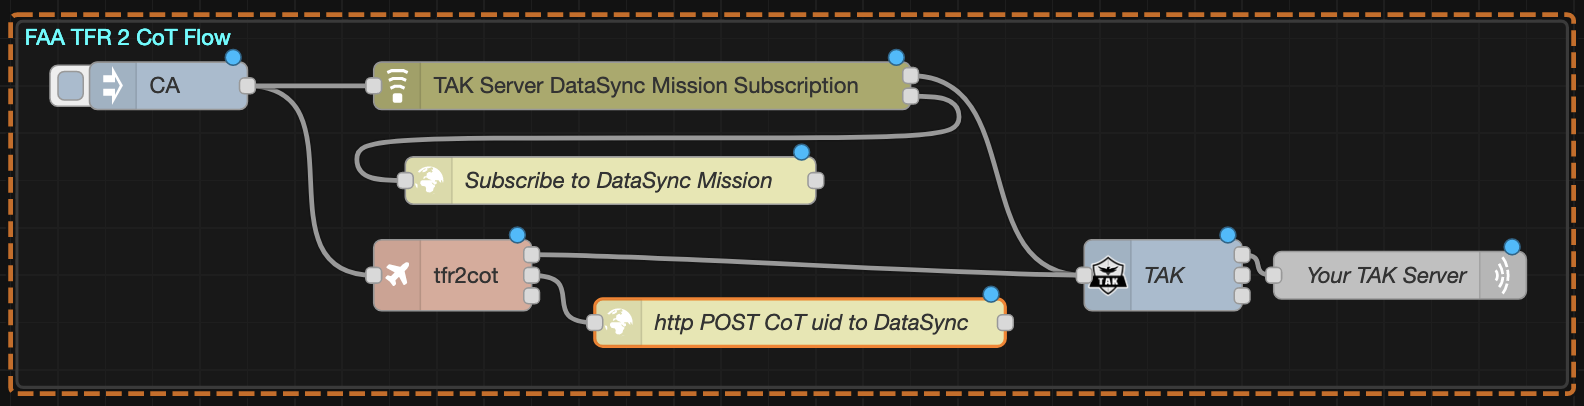 FAA TFR 2 CoT Flow
CA
TAK Server DataSync Mission Subscription
Subscribe to DataSync Mission
tfr2cot
TAK
TAK
Your TAK Server
http POST CoT uid to DataSync